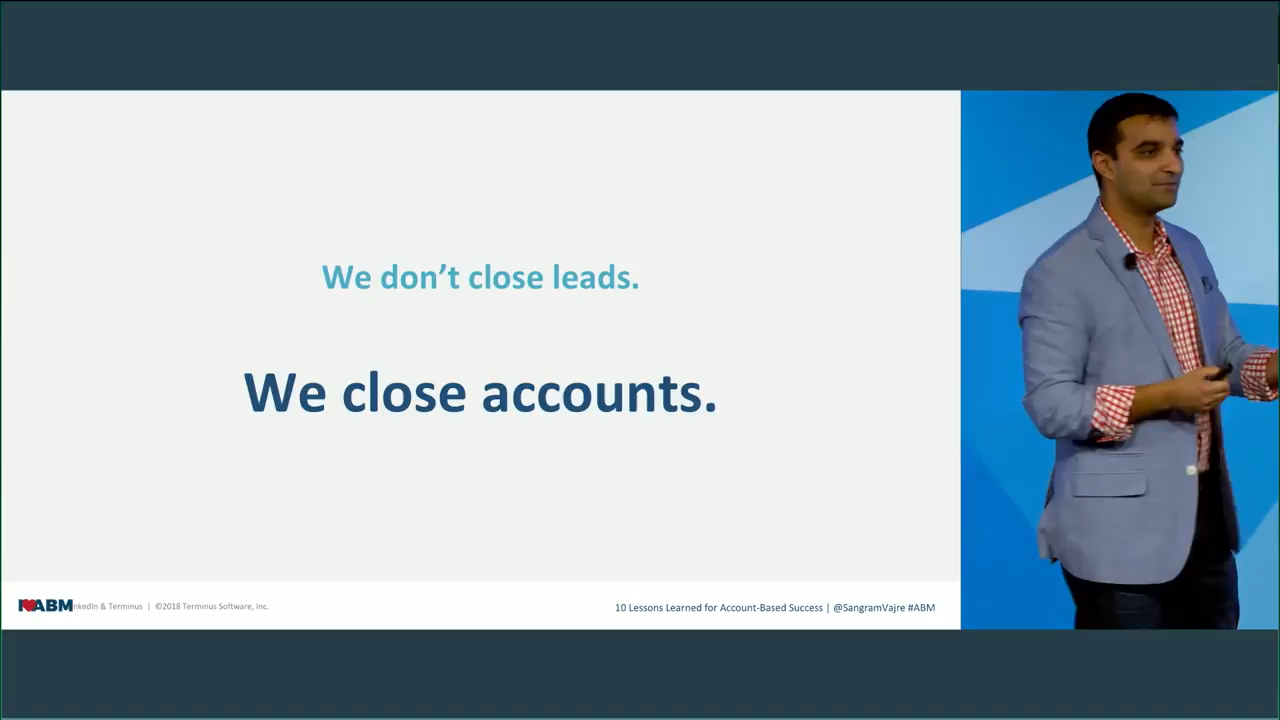 We don't close leads.
We close accounts.
ABM
& Terminus | ©2018 Terminus Software, Inc.
10 Lessons Learned for Account-Based Success | @SangramVajre #ABM